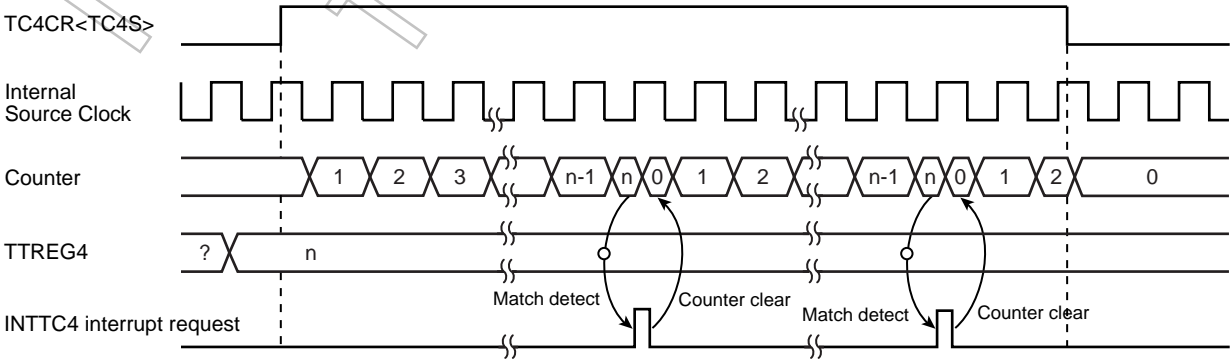 TC4CR<TC4S>
Internal
Source Clock
Counter
1 2 3 n-1 n 0 1 2 n-1 n 0 1 2 0
TTREG4
? n
Match detect Counter clear Match detect Counter clear
INTTC4 interrupt request